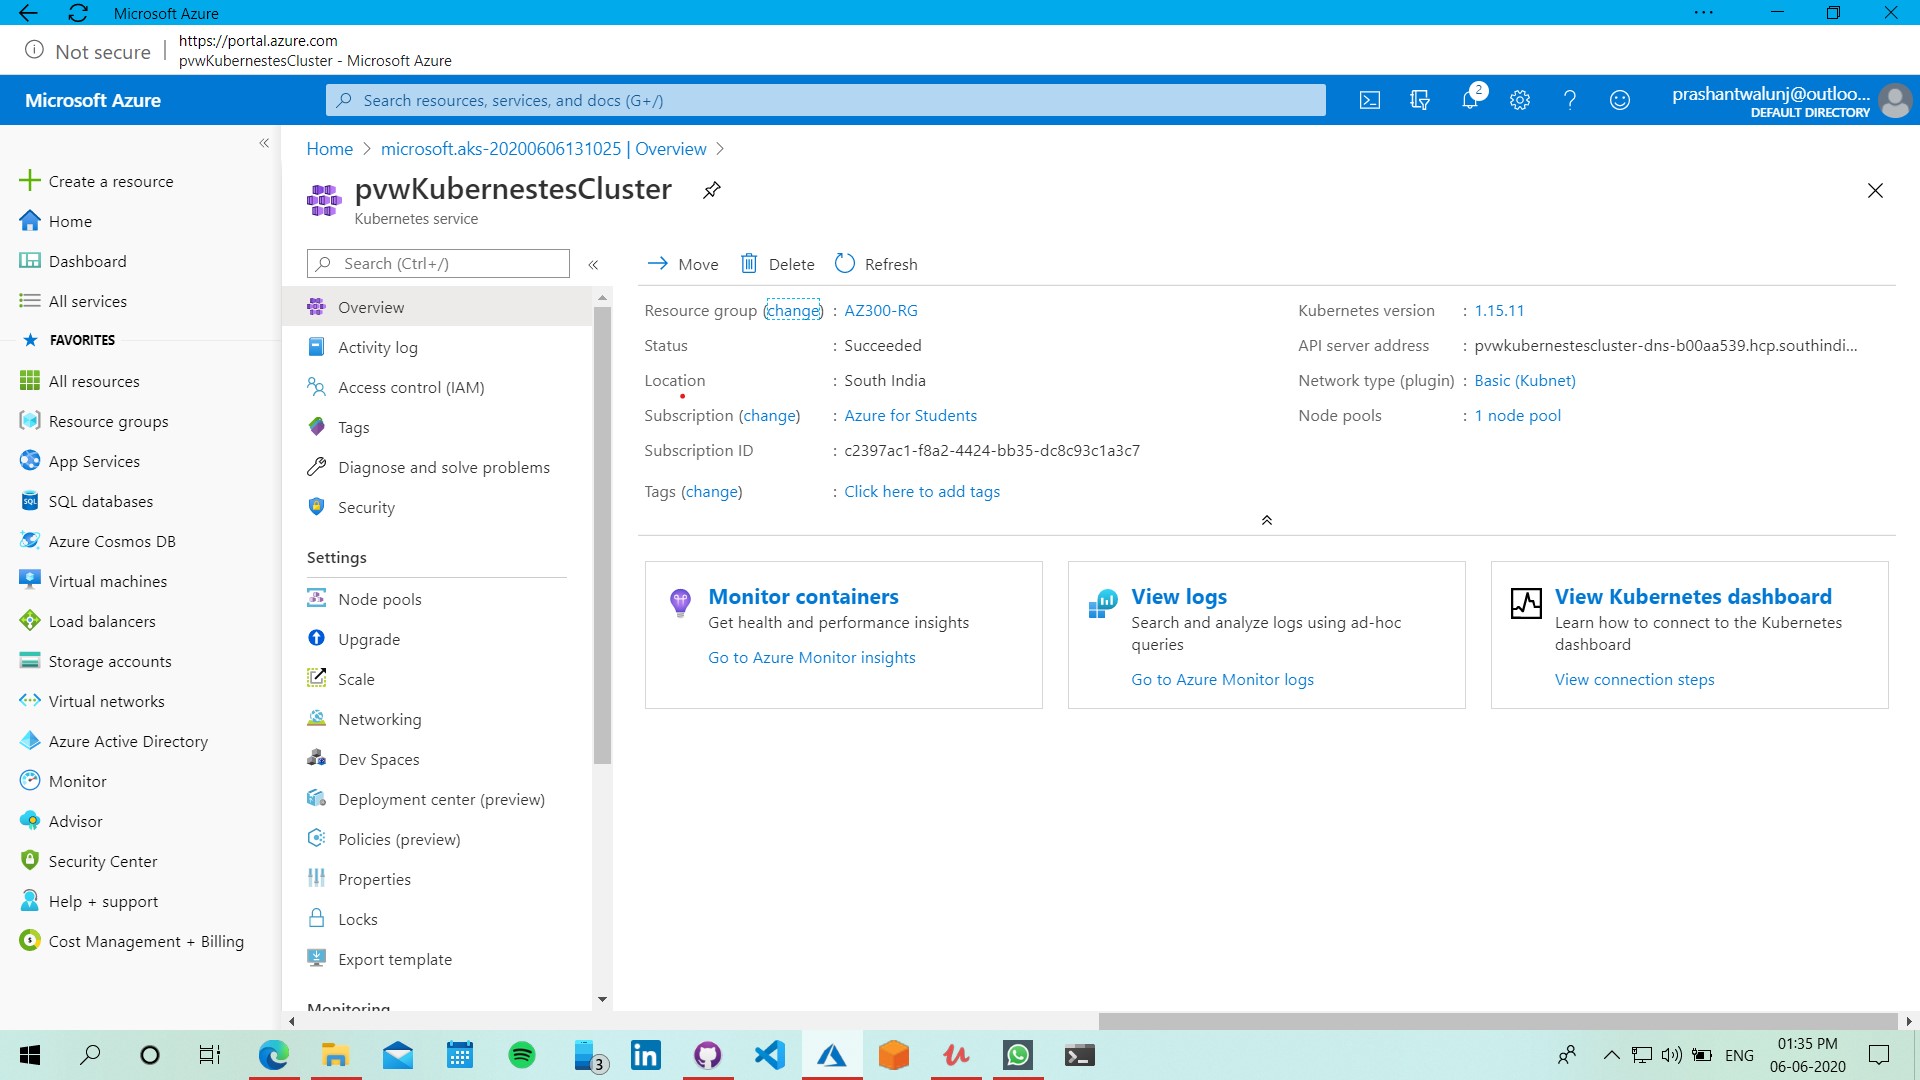 Microsoft Azure
Not secure
https://portal.azure.com
pvwKubernestesCluster - Microsoft Azure
Microsoft Azure
Search resources, services, and docs (G+/)
2
prashantwalunj@outloo...
DEFAULT DIRECTORY
Create a resource
Home
Dashboard
All services
FAVORITES
All resources
Resource groups
App Services
SQL databases
Azure Cosmos DB
Virtual machines
Load balancers
Storage accounts
Virtual networks
Azure Active Directory
Monitor
Advisor
Security Center
Help + support
Cost Management + Billing
Home > microsoft.aks-20200606131025 | Overview >
pvwKubernestesCluster
Kubernetes service
Search (Ctrl+/)
Overview
Activity log
Access control (IAM)
Tags
Diagnose and solve problems
Security
Settings
Node pools
Upgrade
Scale
Networking
Dev Spaces
Deployment center (preview)
Policies (preview)
Properties
Locks
Export template
Monitoring
Move
Delete
Refresh
Resource group (change) : AZ300-RG
Status : Succeeded
Location : South India
Subscription (change) : Azure for Students
Subscription ID : c2397ac1-f8a2-4424-bb35-dc8c93c1a3c7
Tags (change) : Click here to add tags
Kubernetes version : 1.15.11
API server address : pvwkubernestescluster-dns-b00aa539.hcp.southindi...
Network type (plugin) : Basic (Kubnet)
Node pools : 1 node pool
Monitor containers
Get health and performance insights
Go to Azure Monitor insights
View logs
Search and analyze logs using ad-hoc
queries
Go to Azure Monitor logs
View Kubernetes dashboard
Learn how to connect to the Kubernetes
dashboard
View connection steps
3
ENG
01:35 PM
06-06-2020